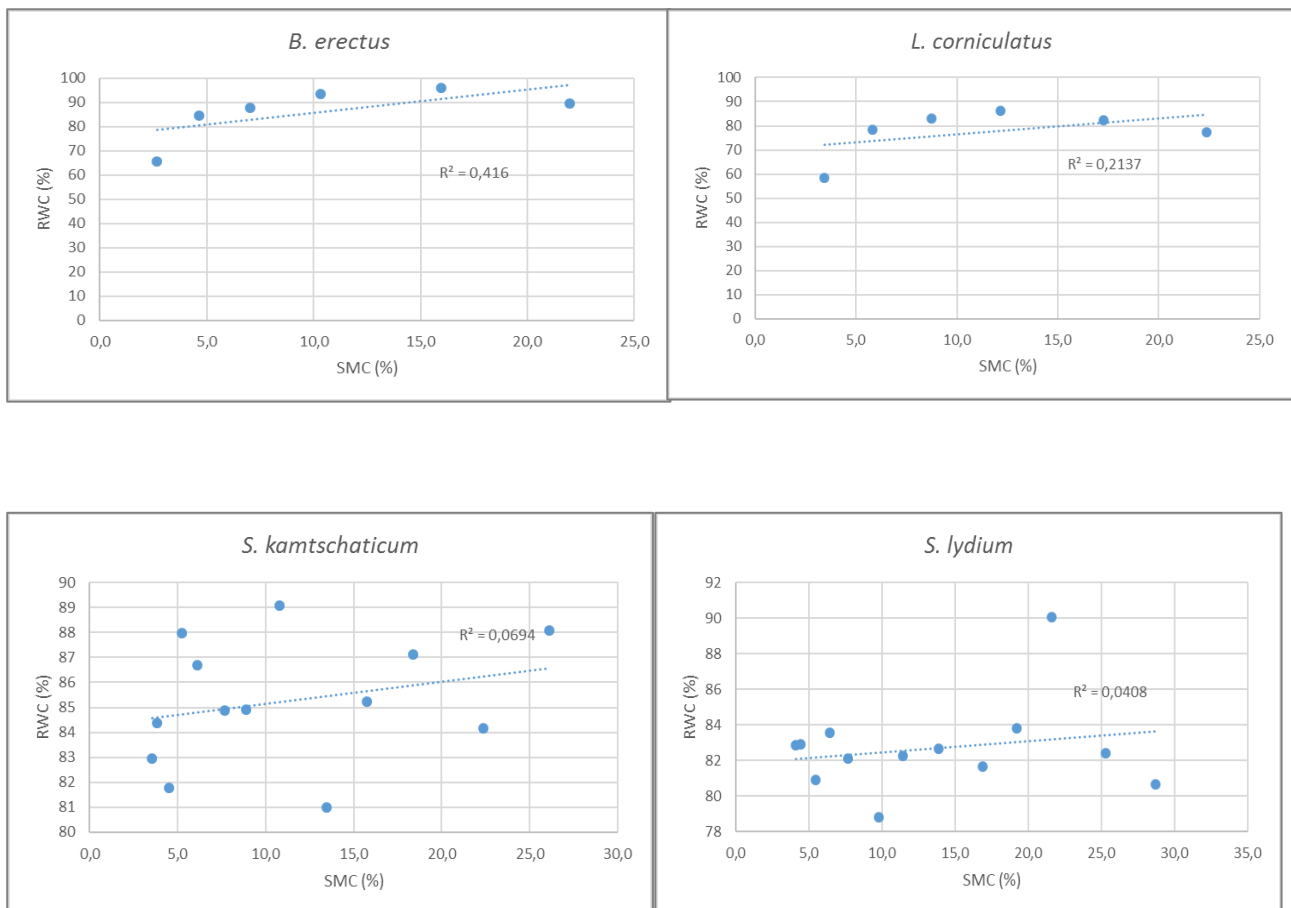 B. erectus
100
90
80
70
60
50
40
30
20
10
0
RWC (%)
R² = 0,416
0,0 5,0 10,0 15,0 20,0 25,0
SMC (%)
L. corniculatus
100
90
80
70
60
50
40
30
20
10
0
RWC (%)
R² = 0,2137
0,0 5,0 10,0 15,0 20,0 25,0
SMC (%)
S. kamtschaticum
90
89
88
87
86
85
84
83
82
81
80
RWC (%)
R² = 0,0694
0,0 5,0 10,0 15,0 20,0 25,0 30,0
SMC (%)
S. lydium
92
90
88
86
84
82
80
78
RWC (%)
R² = 0,0408
0,0 5,0 10,0 15,0 20,0 25,0 30,0 35,0
SMC (%)